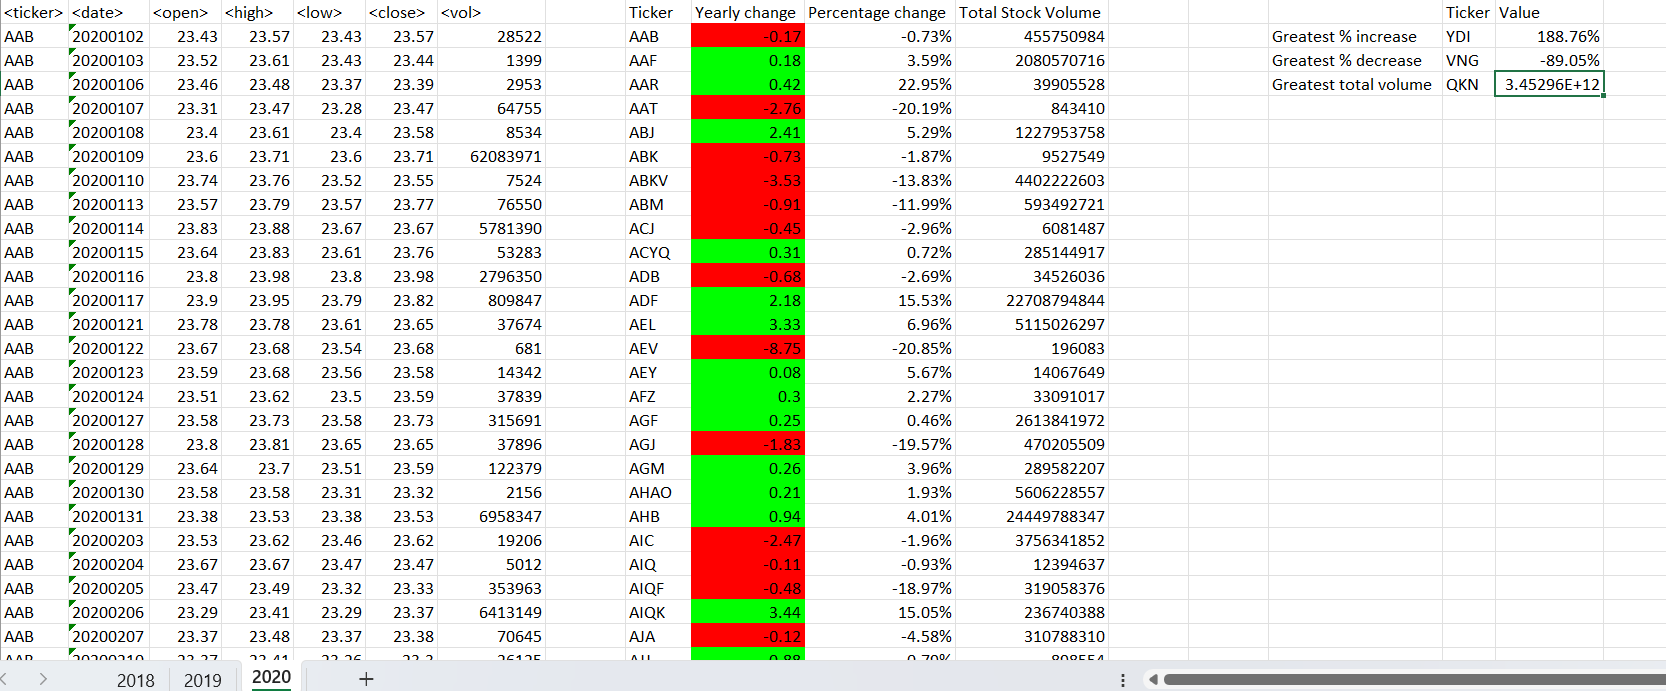 <ticker> <date> <open> <high> <low> <close> <vol> Ticker Yearly change Percentage change Total Stock Volume Ticker Value
AAB 20200102 23.43 23.57 23.43 23.57 28522 AAB -0.17 -0.73% 455750984 Greatest % increase YDI 188.76%
AAB 20200103 23.52 23.61 23.43 23.44 1399 AAF 0.18 3.59% 2080570716 Greatest % decrease VNG -89.05%
AAB 20200106 23.46 23.48 23.37 23.39 2953 AAR 0.42 22.95% 39905528 Greatest total volume QKN 3.45296E+12
AAB 20200107 23.31 23.47 23.28 23.47 64755 AAT -2.76 -20.19% 843410
AAB 20200108 23.4 23.61 23.4 23.58 8534 ABJ 2.41 5.29% 1227953758
AAB 20200109 23.6 23.71 23.6 23.71 62083971 ABK -0.73 -1.87% 9527549
AAB 20200110 23.74 23.76 23.52 23.55 7524 ABKV -3.53 -13.83% 4402222603
AAB 20200113 23.57 23.79 23.57 23.77 76550 ABM -0.91 -11.99% 593492721
AAB 20200114 23.83 23.88 23.67 23.67 5781390 ACJ -0.45 -2.96% 6081487
AAB 20200115 23.64 23.83 23.61 23.76 53283 ACYQ 0.31 0.72% 285144917
AAB 20200116 23.8 23.98 23.8 23.98 2796350 ADB -0.68 -2.69% 34526036
AAB 20200117 23.9 23.95 23.79 23.82 809847 ADF 2.18 15.53% 22708794844
AAB 20200121 23.78 23.78 23.61 23.65 37674 AEL 3.33 6.96% 5115026297
AAB 20200122 23.67 23.68 23.54 23.68 681 AEV -8.75 -20.85% 196083
AAB 20200123 23.59 23.68 23.56 23.58 14342 AEY 0.08 5.67% 14067649
AAB 20200124 23.51 23.62 23.5 23.59 37839 AFZ 0.3 2.27% 33091017
AAB 20200127 23.58 23.73 23.58 23.73 315691 AGF 0.25 0.46% 2613841972
AAB 20200128 23.8 23.81 23.65 23.65 37896 AGJ -1.83 -19.57% 470205509
AAB 20200129 23.64 23.7 23.51 23.59 122379 AGM 0.26 3.96% 289582207
AAB 20200130 23.58 23.58 23.31 23.32 2156 AHAO 0.21 1.93% 5606228557
AAB 20200131 23.38 23.53 23.38 23.53 6958347 AHB 0.94 4.01% 24449788347
AAB 20200203 23.53 23.62 23.46 23.62 19206 AIC -2.47 -1.96% 3756341852
AAB 20200204 23.67 23.67 23.47 23.47 5012 AIQ -0.11 -0.93% 12394637
AAB 20200205 23.47 23.49 23.32 23.33 353963 AIQF -0.48 -18.97% 319058376
AAB 20200206 23.29 23.41 23.29 23.37 6413149 AIQK 3.44 15.05% 236740388
AAB 20200207 23.37 23.48 23.37 23.38 70645 AJA -0.12 -4.58% 310788310
2018 2019 2020